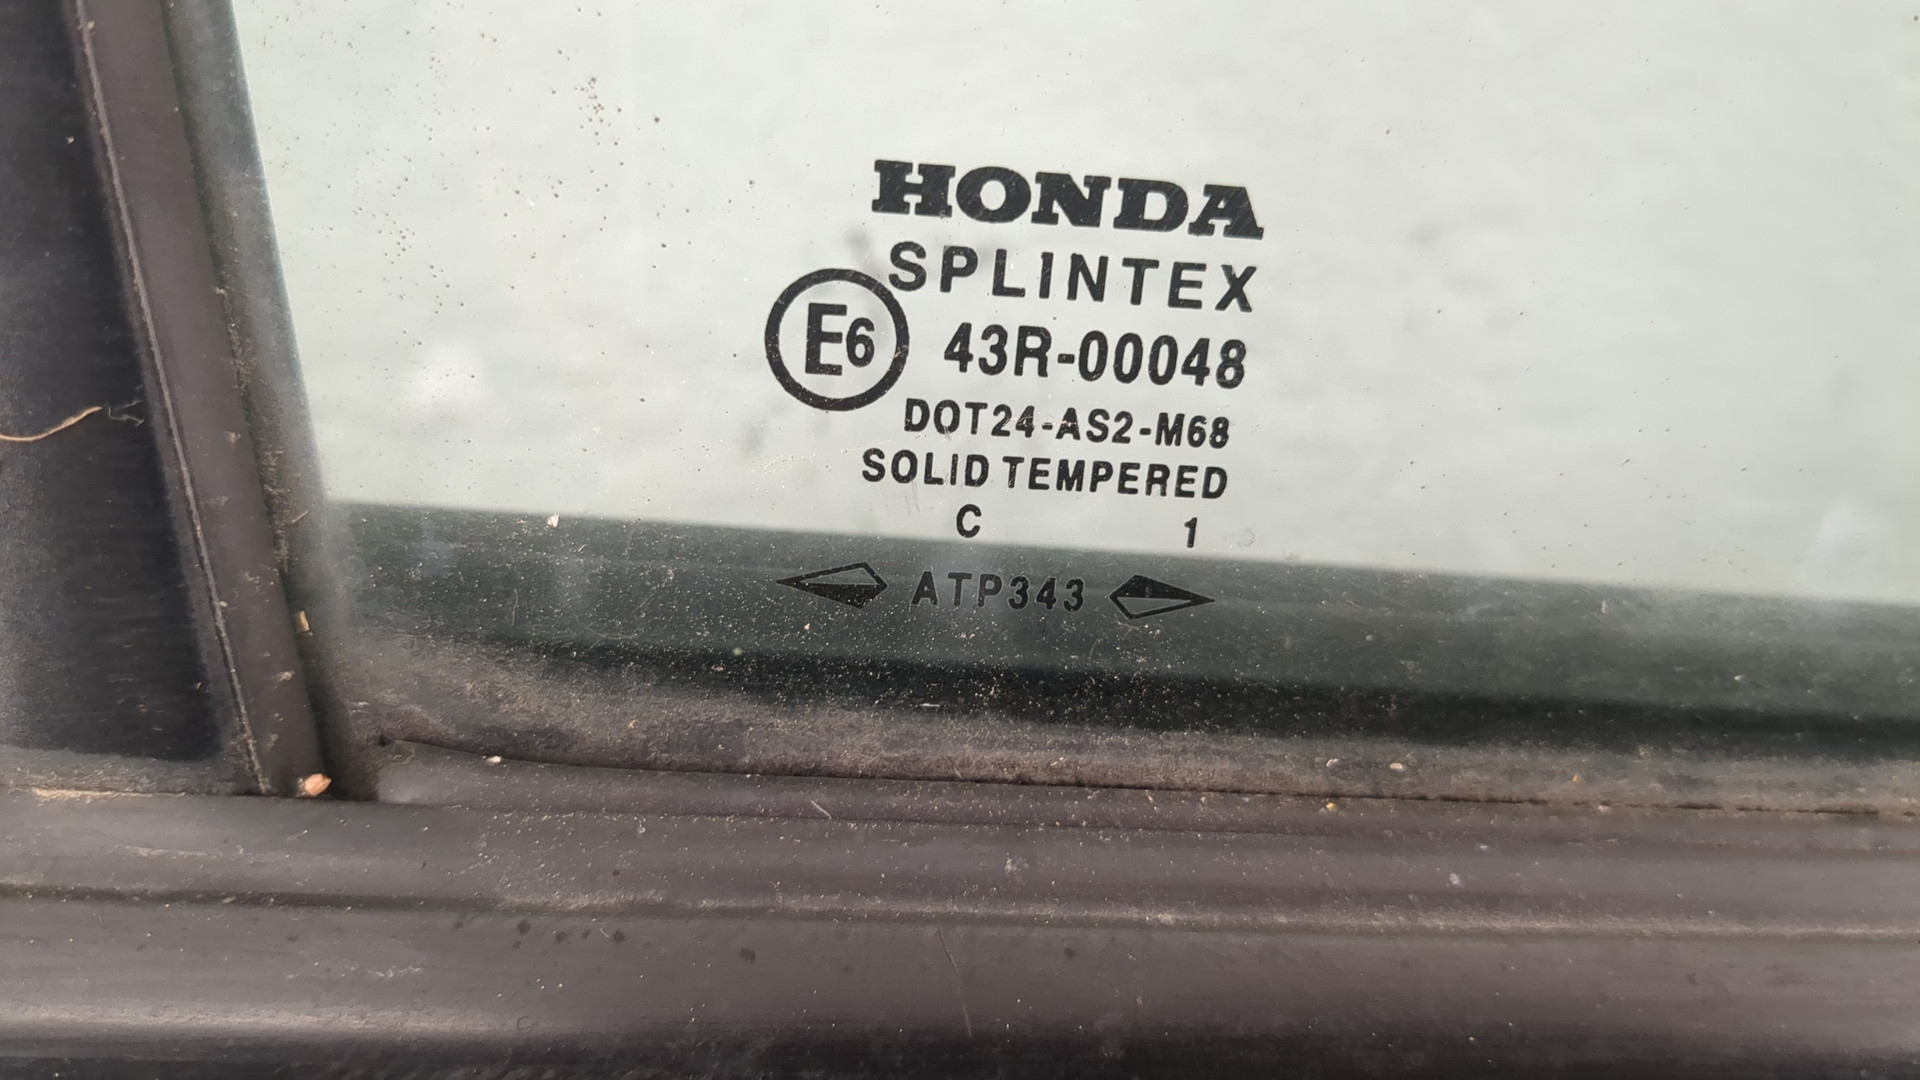 HONDA
SPLINTEX
E6 43R-00048
DOT24-AS2-M68
SOLID TEMPERED
C 1
ATP343